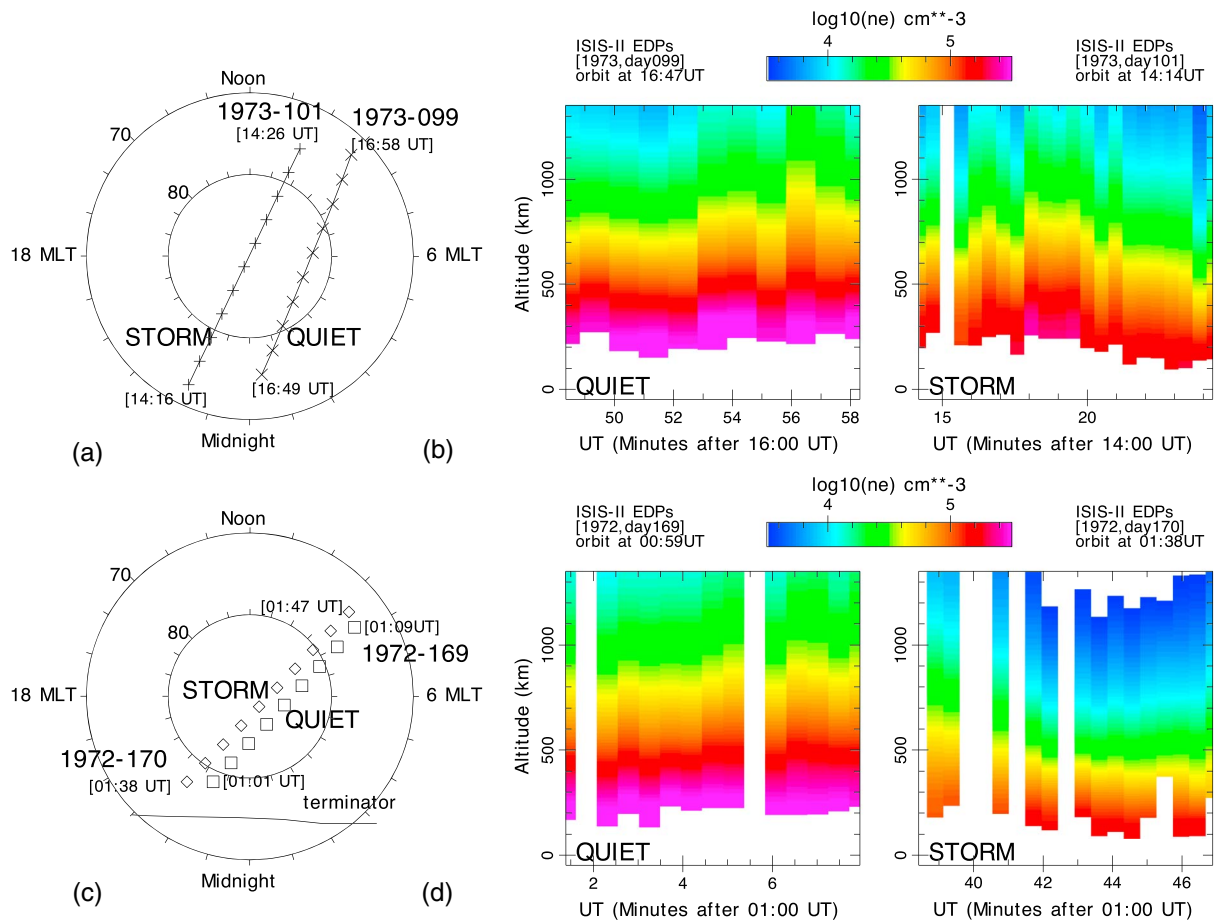 Noon
1973-101
[14:26 UT]
1973-099
[16:58 UT]
70
80
18 MLT
6 MLT
STORM
QUIET
[14:16 UT]
[16:49 UT]
Midnight
(a)
(b)
log10(ne) cm**-3
4
5
ISIS-II EDPs
[1973,day099]
orbit at 16:47UT
ISIS-II EDPs
[1973,day101]
orbit at 14:14UT
Altitude (km)
1000
500
0
QUIET
50
52
54
56
58
UT (Minutes after 16:00 UT)
1000
500
0
STORM
15
20
UT (Minutes after 14:00 UT)
Noon
70
80
[01:47 UT]
[01:09UT]
1972-169
18 MLT
6 MLT
STORM
QUIET
1972-170
[01:38 UT]
[01:01 UT]
terminator
Midnight
(c)
(d)
log10(ne) cm**-3
4
5
ISIS-II EDPs
[1972,day169]
orbit at 00:59UT
ISIS-II EDPs
[1972,day170]
orbit at 01:38UT
Altitude (km)
1000
500
0
QUIET
2
4
6
UT (Minutes after 01:00 UT)
1000
500
0
STORM
40
42
44
46
UT (Minutes after 01:00 UT)